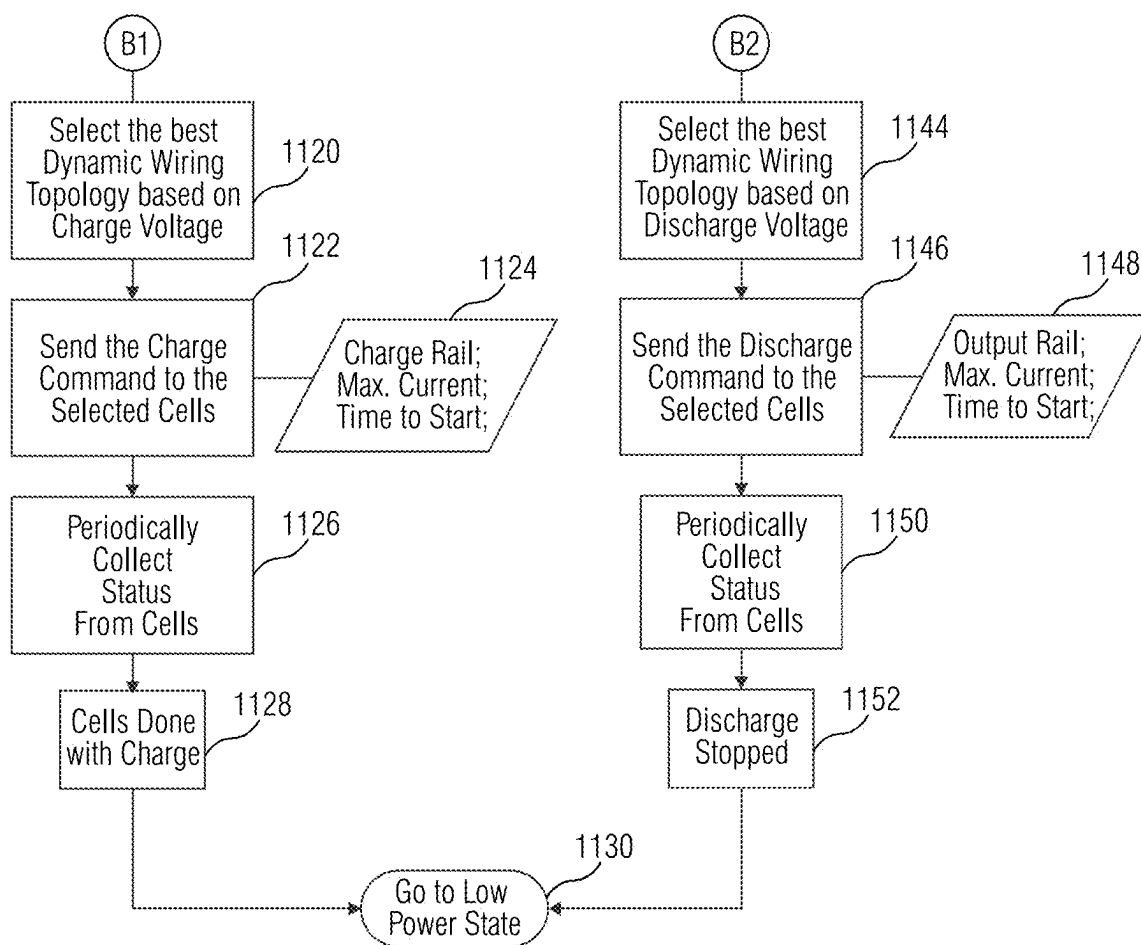 B1
Select the best
Dynamic Wiring
Topology based on
Charge Voltage
1120
1122
Send the Charge
Command to the
Selected Cells
1124
Charge Rail;
Max. Current;
Time to Start;
Periodically
Collect
Status
From Cells
1126
Cells Done
with Charge
1128
B2
Select the best
Dynamic Wiring
Topology based on
Discharge Voltage
1144
1146
Send the Discharge
Command to the
Selected Cells
1148
Output Rail;
Max. Current;
Time to Start;
Periodically
Collect
Status
From Cells
1150
Discharge
Stopped
1152
1130
Go to Low
Power State